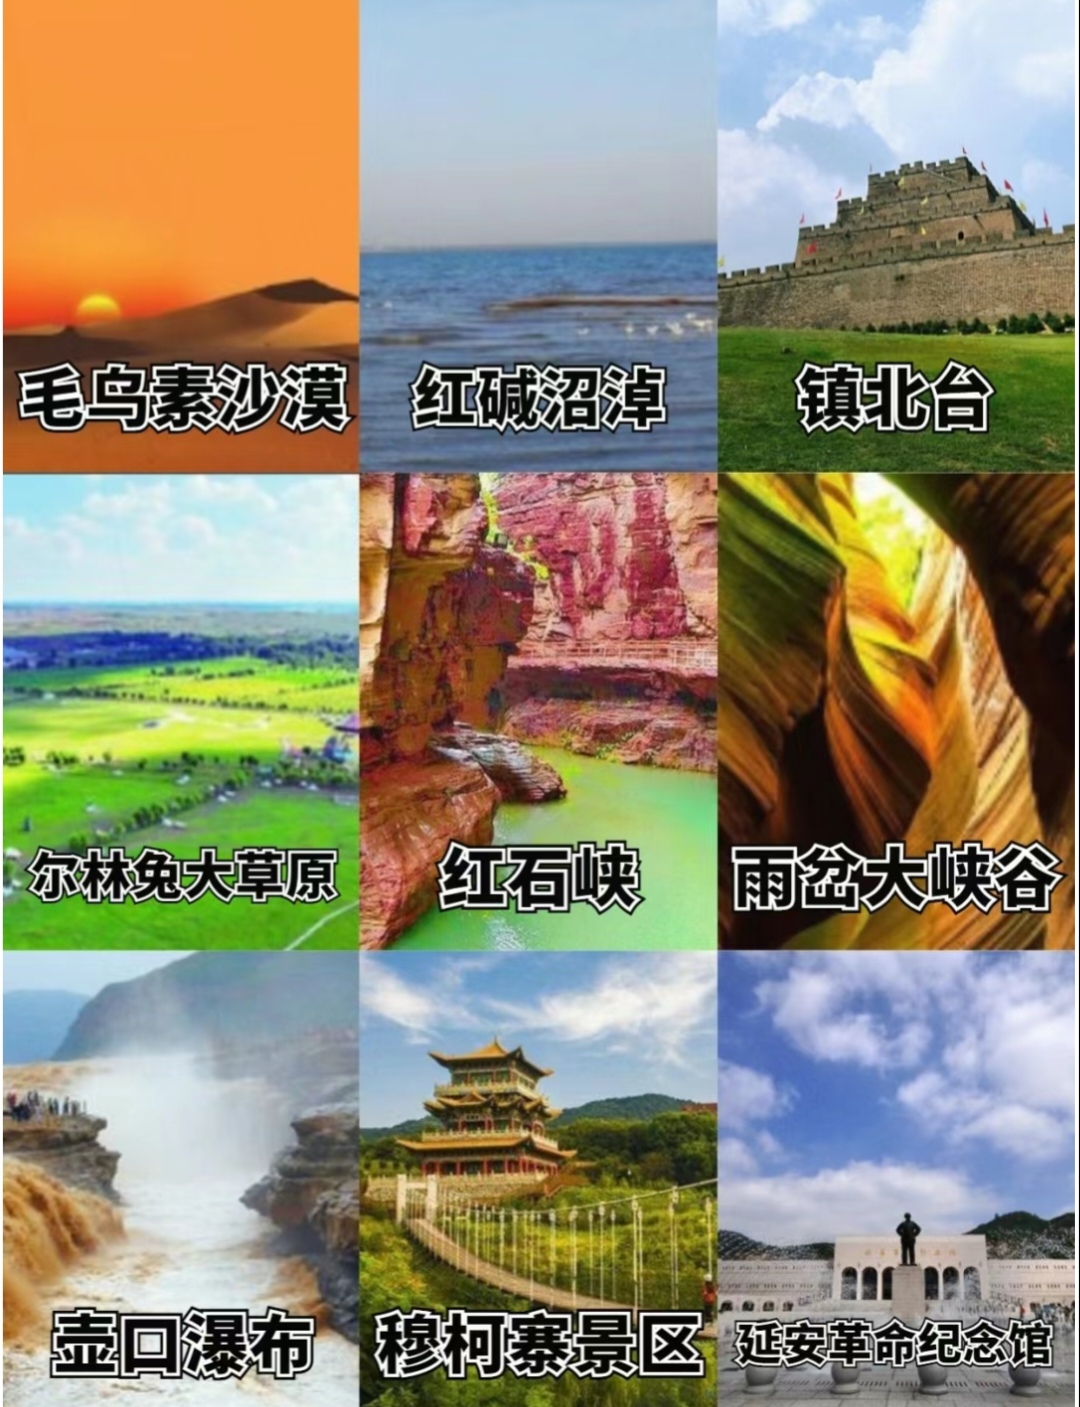 毛乌素沙漠
红碱沼淖
镇北台
尔林兔大草原
红石峡
雨岔大峡谷
壶口瀑布
穆柯寨景区
延安革命纪念馆